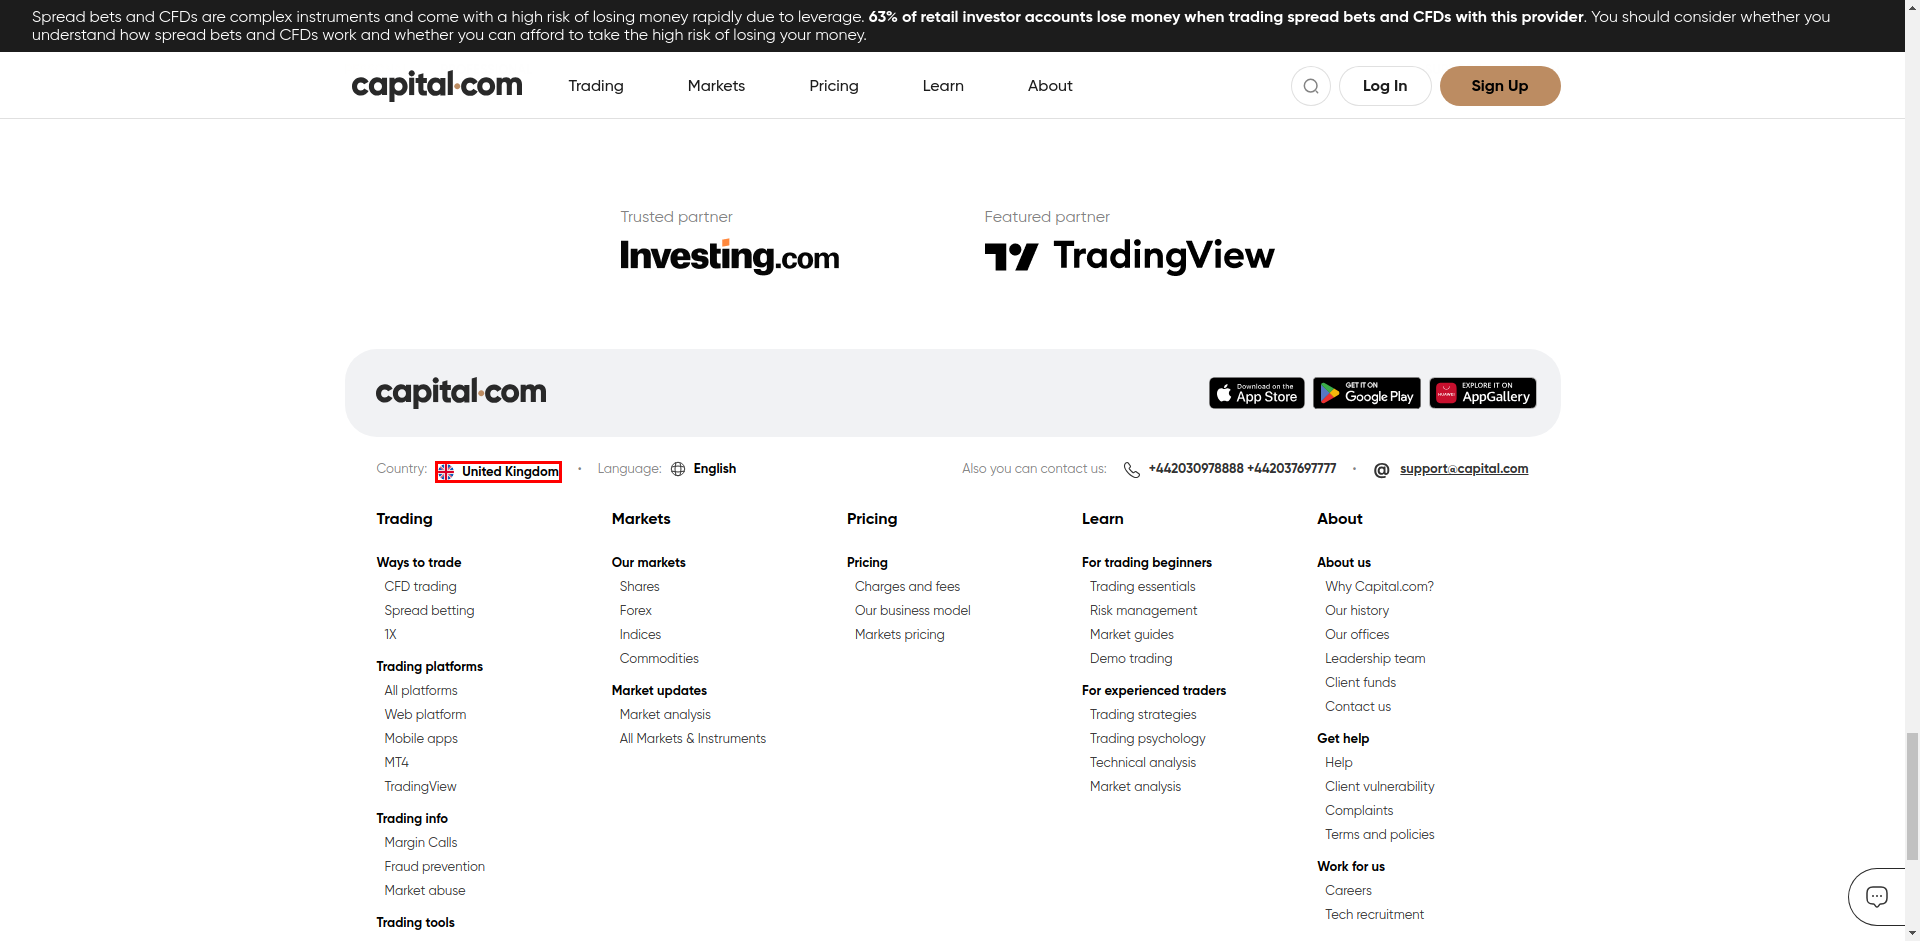 Spread bets and CFDs are complex instruments and come with a high risk of losing money rapidly due to leverage. 63% of retail investor accounts lose money when trading spread bets and CFDs with this provider. You should consider whether you
understand how spread bets and CFDs work and whether you can afford to take the high risk of losing your money.
capital.com Trading Markets Pricing Learn About Log In Sign Up
Trusted partner
Investing.com
Featured partner
TradingView
capital.com
Download on the
App Store
GET IT ON
Google Play
HUAWEI
EXPLORE IT ON
AppGallery
Country: United Kingdom • Language: English
Also you can contact us: +442030978888 +442037697777 • @ support@capital.com
Trading
Ways to trade
CFD trading
Spread betting
1X
Trading platforms
All platforms
Web platform
Mobile apps
MT4
TradingView
Trading info
Margin Calls
Fraud prevention
Market abuse
Trading tools
Markets
Our markets
Shares
Forex
Indices
Commodities
Market updates
Market analysis
All Markets & Instruments
Pricing
Pricing
Charges and fees
Our business model
Markets pricing
Learn
For trading beginners
Trading essentials
Risk management
Market guides
Demo trading
For experienced traders
Trading strategies
Trading psychology
Technical analysis
Market analysis
About
About us
Why Capital.com?
Our history
Our offices
Leadership team
Client funds
Contact us
Get help
Help
Client vulnerability
Complaints
Terms and policies
Work for us
Careers
Tech recruitment